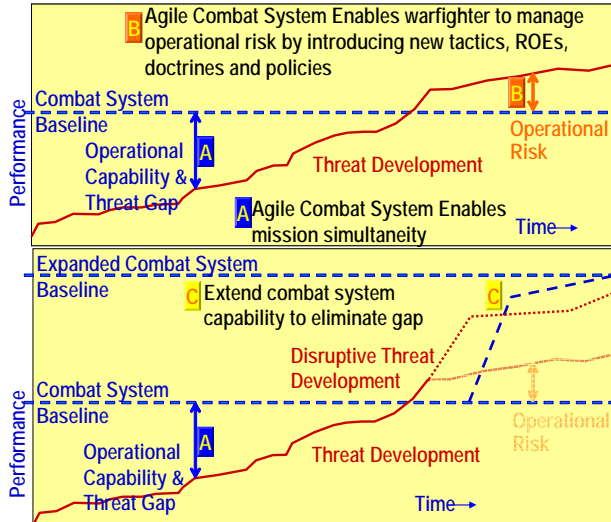 B Agile Combat System Enables warfighter to manage
operational risk by introducing new tactics, ROEs,
doctrines and policies
Combat System
Baseline
B
Operational
Risk
Operational
Capability &
Threat Gap
A
Threat Development
A Agile Combat System Enables
mission simultaneity
Time
Performance
Expanded Combat System
Baseline
C Extend combat system
capability to eliminate gap
C
Disruptive Threat
Development
Combat System
Baseline
Operational
Risk
A
Operational
Capability &
Threat Gap
Threat Development
Time
Performance